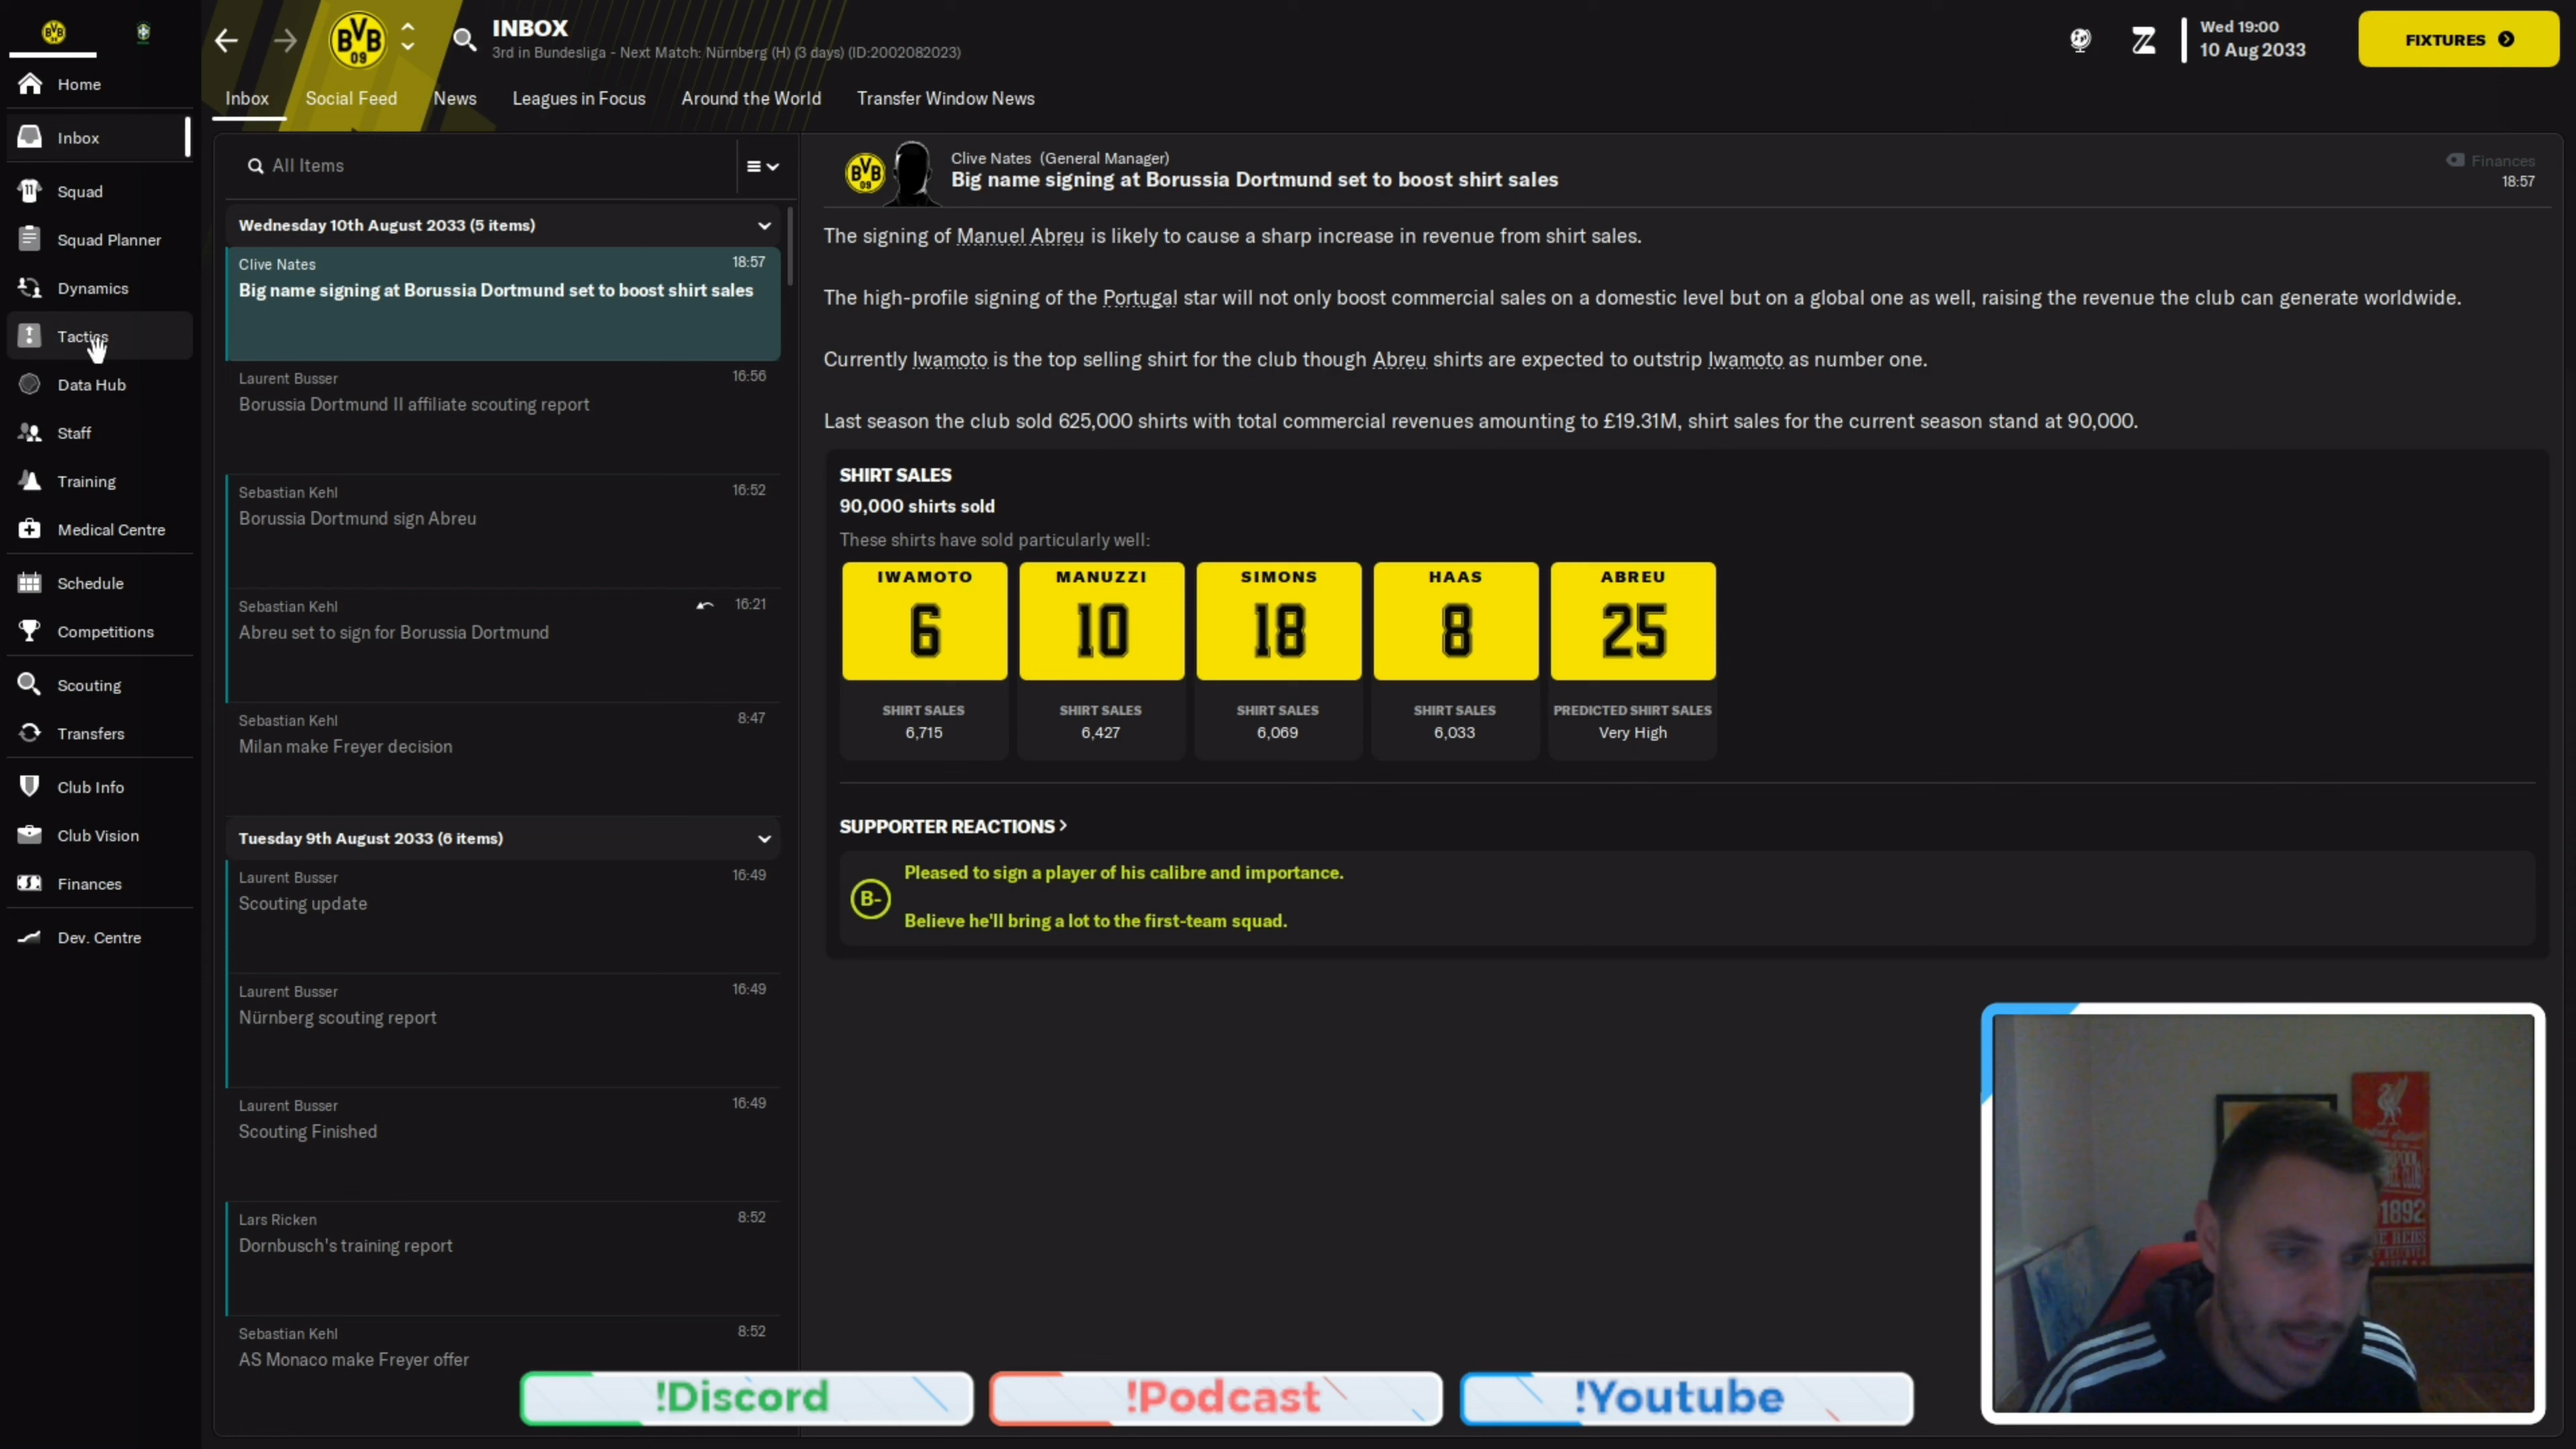 BVB 09
INBOX
3rd in Bundesliga - Next Match: Nürnberg (H) (3 days) (ID:2002082023)
Wed 19:00
10 Aug 2033
FIXTURES
Inbox
Social Feed
News
Leagues in Focus
Around the World
Transfer Window News
Home
Inbox
Squad
Squad Planner
Dynamics
Tactics
Data Hub
Staff
Training
Medical Centre
Schedule
Competitions
Scouting
Transfers
Club Info
Club Vision
Finances
Dev. Centre
All Items
Wednesday 10th August 2033 (5 items)
Clive Nates 18:57
Big name signing at Borussia Dortmund set to boost shirt sales
Laurent Busser 16:56
Borussia Dortmund II affiliate scouting report
Sebastian Kehl 16:52
Borussia Dortmund sign Abreu
Sebastian Kehl 16:21
Abreu set to sign for Borussia Dortmund
Sebastian Kehl 8:47
Milan make Freyer decision
Tuesday 9th August 2033 (6 items)
Laurent Busser 16:49
Scouting update
Laurent Busser 16:49
Nürnberg scouting report
Laurent Busser 16:49
Scouting Finished
Lars Ricken 8:52
Dornbusch's training report
Sebastian Kehl 8:52
AS Monaco make Freyer offer
Clive Nates (General Manager)
Big name signing at Borussia Dortmund set to boost shirt sales
Finances
18:57
The signing of Manuel Abreu is likely to cause a sharp increase in revenue from shirt sales.
The high-profile signing of the Portugal star will not only boost commercial sales on a domestic level but on a global one as well, raising the revenue the club can generate worldwide.
Currently Iwamoto is the top selling shirt for the club though Abreu shirts are expected to outstrip Iwamoto as number one.
Last season the club sold 625,000 shirts with total commercial revenues amounting to £19.31M, shirt sales for the current season stand at 90,000.
SHIRT SALES
90,000 shirts sold
These shirts have sold particularly well:
IWAMOTO MANUZZI SIMONS HAAS ABREU
6 10 18 8 25
SHIRT SALES SHIRT SALES SHIRT SALES SHIRT SALES PREDICTED SHIRT SALES
6,715 6,427 6,069 6,033 Very High
SUPPORTER REACTIONS >
B-
Pleased to sign a player of his calibre and importance.
Believe he'll bring a lot to the first-team squad.
1892
!Discord
!Podcast
!Youtube